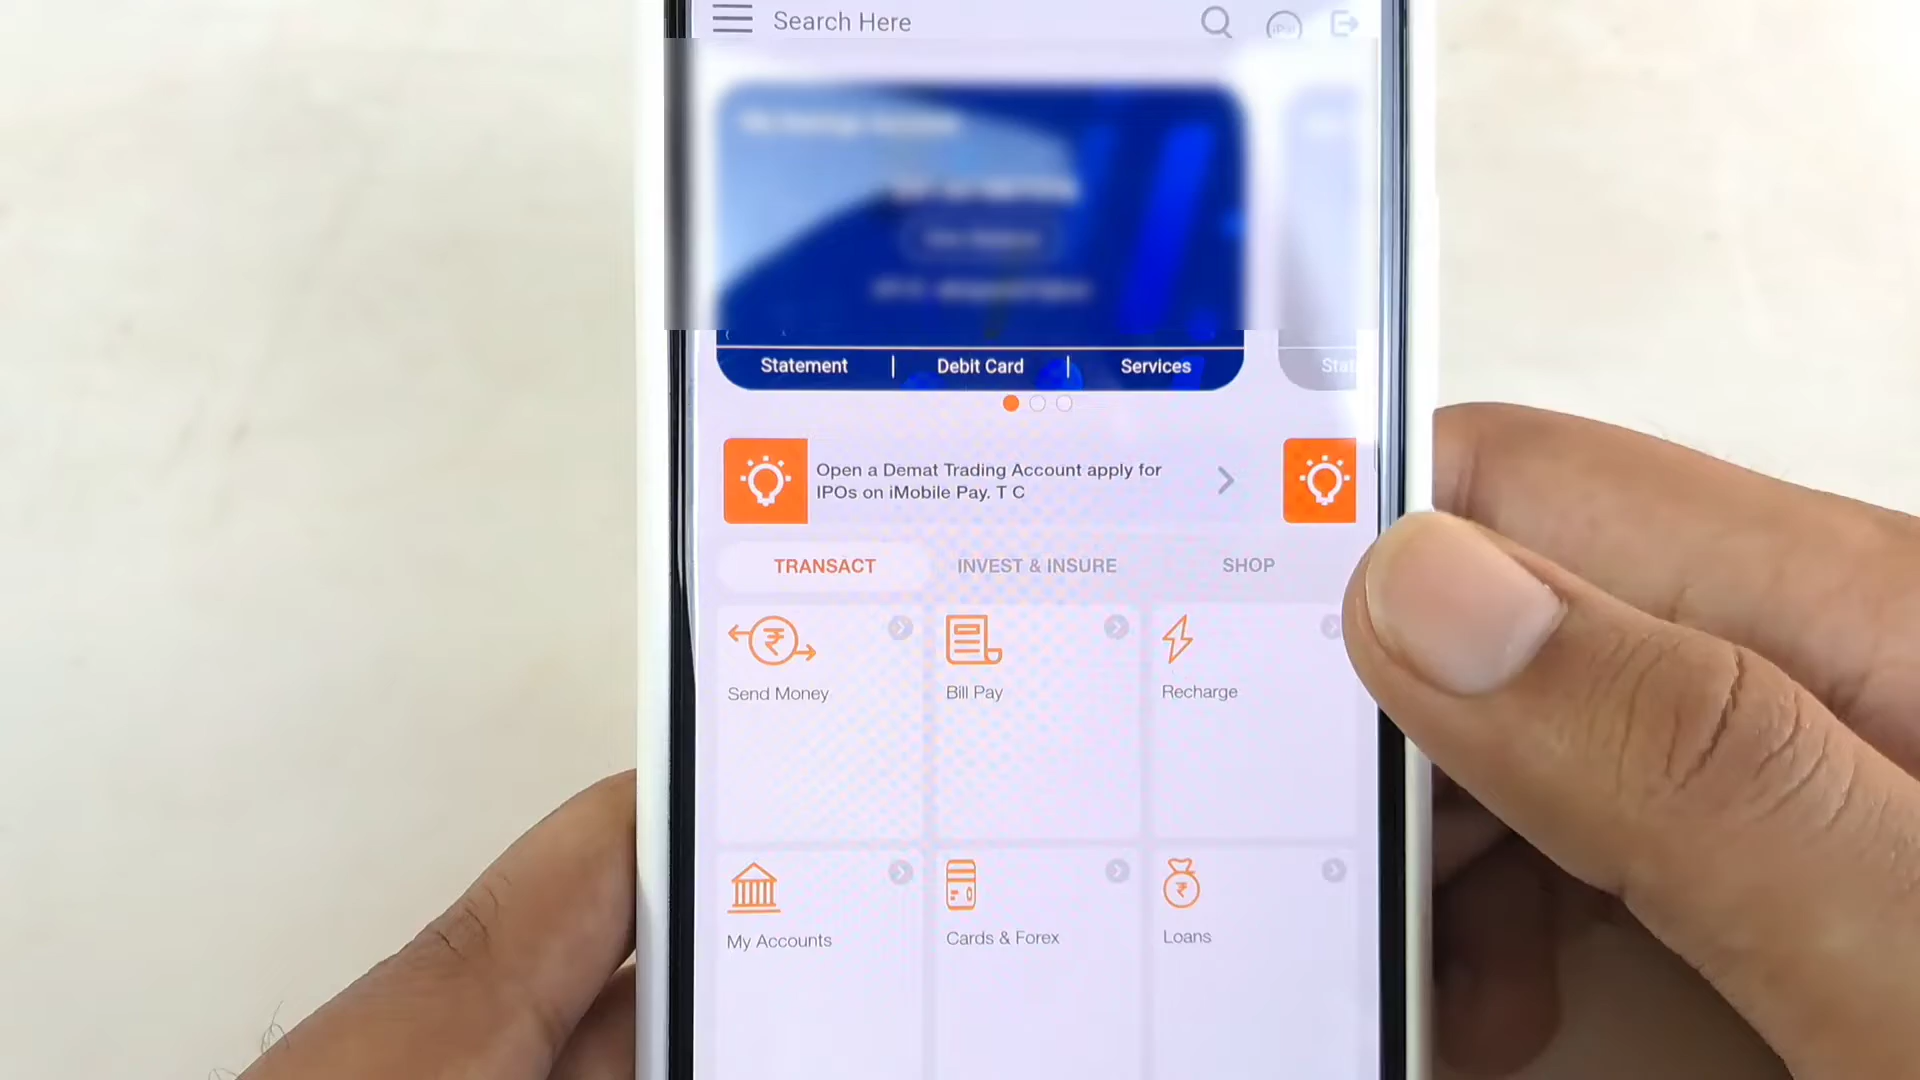 Search Here
Statement | Debit Card | Services
Stat
Open a Demat Trading Account apply for
IPOs on iMobile Pay. T C
TRANSACT INVEST & INSURE SHOP
Send Money Bill Pay Recharge
My Accounts Cards & Forex Loans